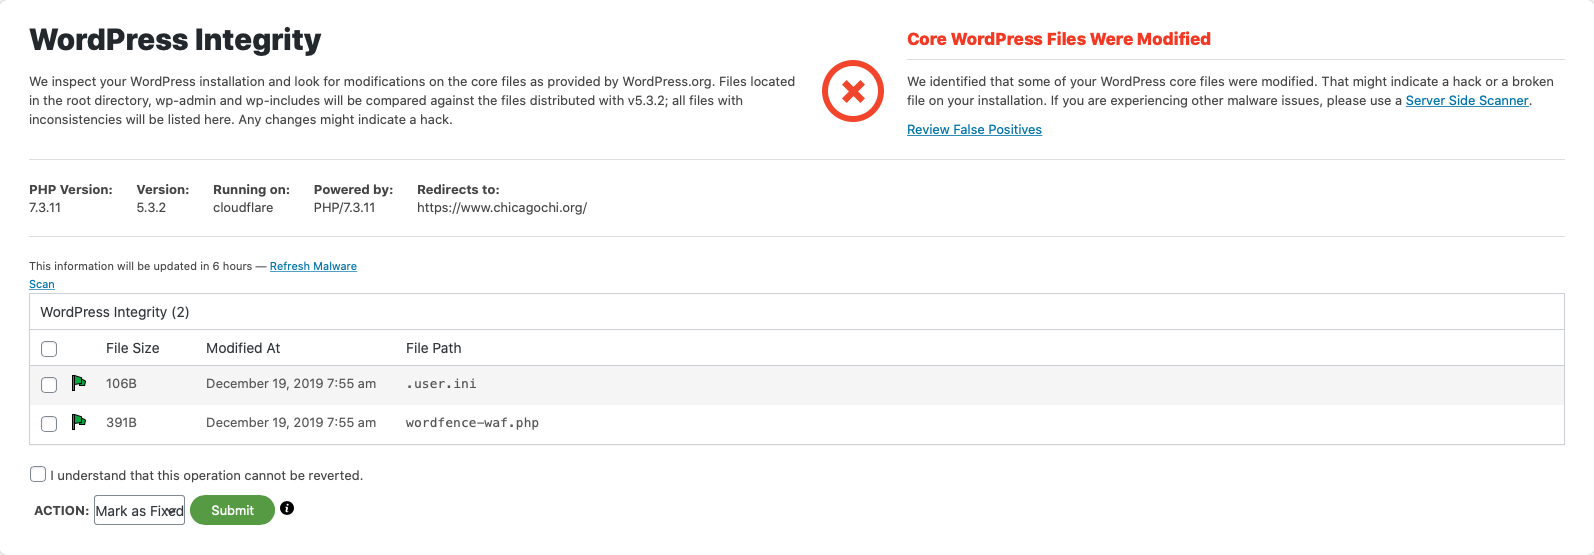 WordPress Integrity
We inspect your WordPress installation and look for modifications on the core files as provided by WordPress.org. Files located
in the root directory, wp-admin and wp-includes will be compared against the files distributed with v5.3.2; all files with
inconsistencies will be listed here. Any changes might indicate a hack.
Core WordPress Files Were Modified
We identified that some of your WordPress core files were modified. That might indicate a hack or a broken
file on your installation. If you are experiencing other malware issues, please use a Server Side Scanner.
Review False Positives
PHP Version: Version: Running on: Powered by: Redirects to:
7.3.11 5.3.2 cloudflare PHP/7.3.11 https://www.chicagochi.org/
This information will be updated in 6 hours — Refresh Malware
Scan
WordPress Integrity (2)
File Size Modified At File Path
106B December 19, 2019 7:55 am .user.ini
391B December 19, 2019 7:55 am wordfence-waf.php
I understand that this operation cannot be reverted.
ACTION: Mark as Fixed Submit